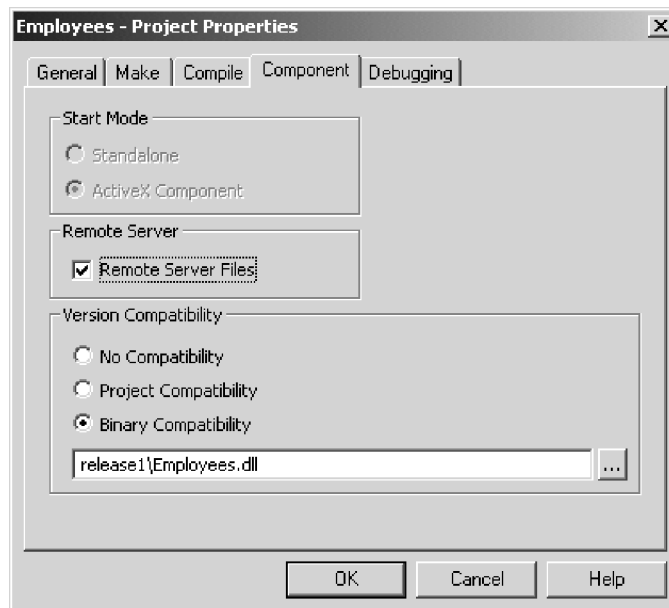 Employees - Project Properties
General Make Compile Component Debugging
Start Mode
Standalone
ActiveX Component
Remote Server
Remote Server Files
Version Compatibility
No Compatibility
Project Compatibility
Binary Compatibility
release1\Employees.dll ...
OK Cancel Help